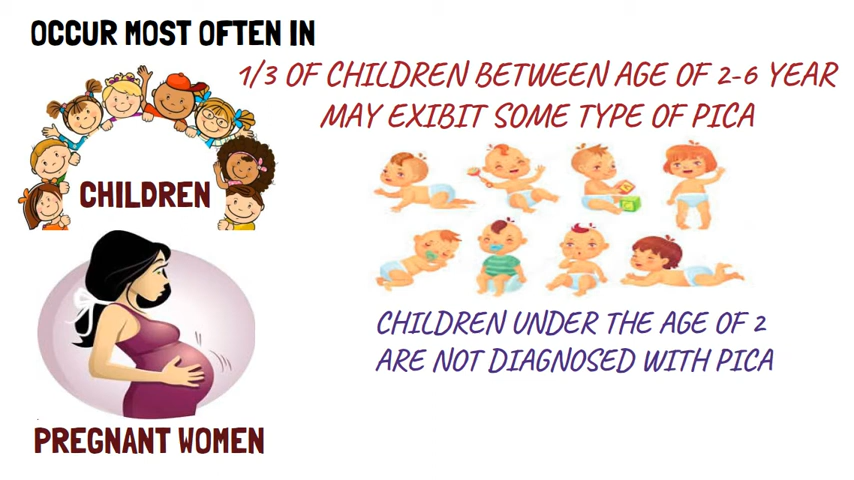 OCCUR MOST OFTEN IN
1/3 OF CHILDREN BETWEEN AGE OF 2-6 YEAR
MAY EXIBIT SOME TYPE OF PICA
CHILDREN
CHILDREN UNDER THE AGE OF 2
ARE NOT DIAGNOSED WITH PICA
PREGNANT WOMEN